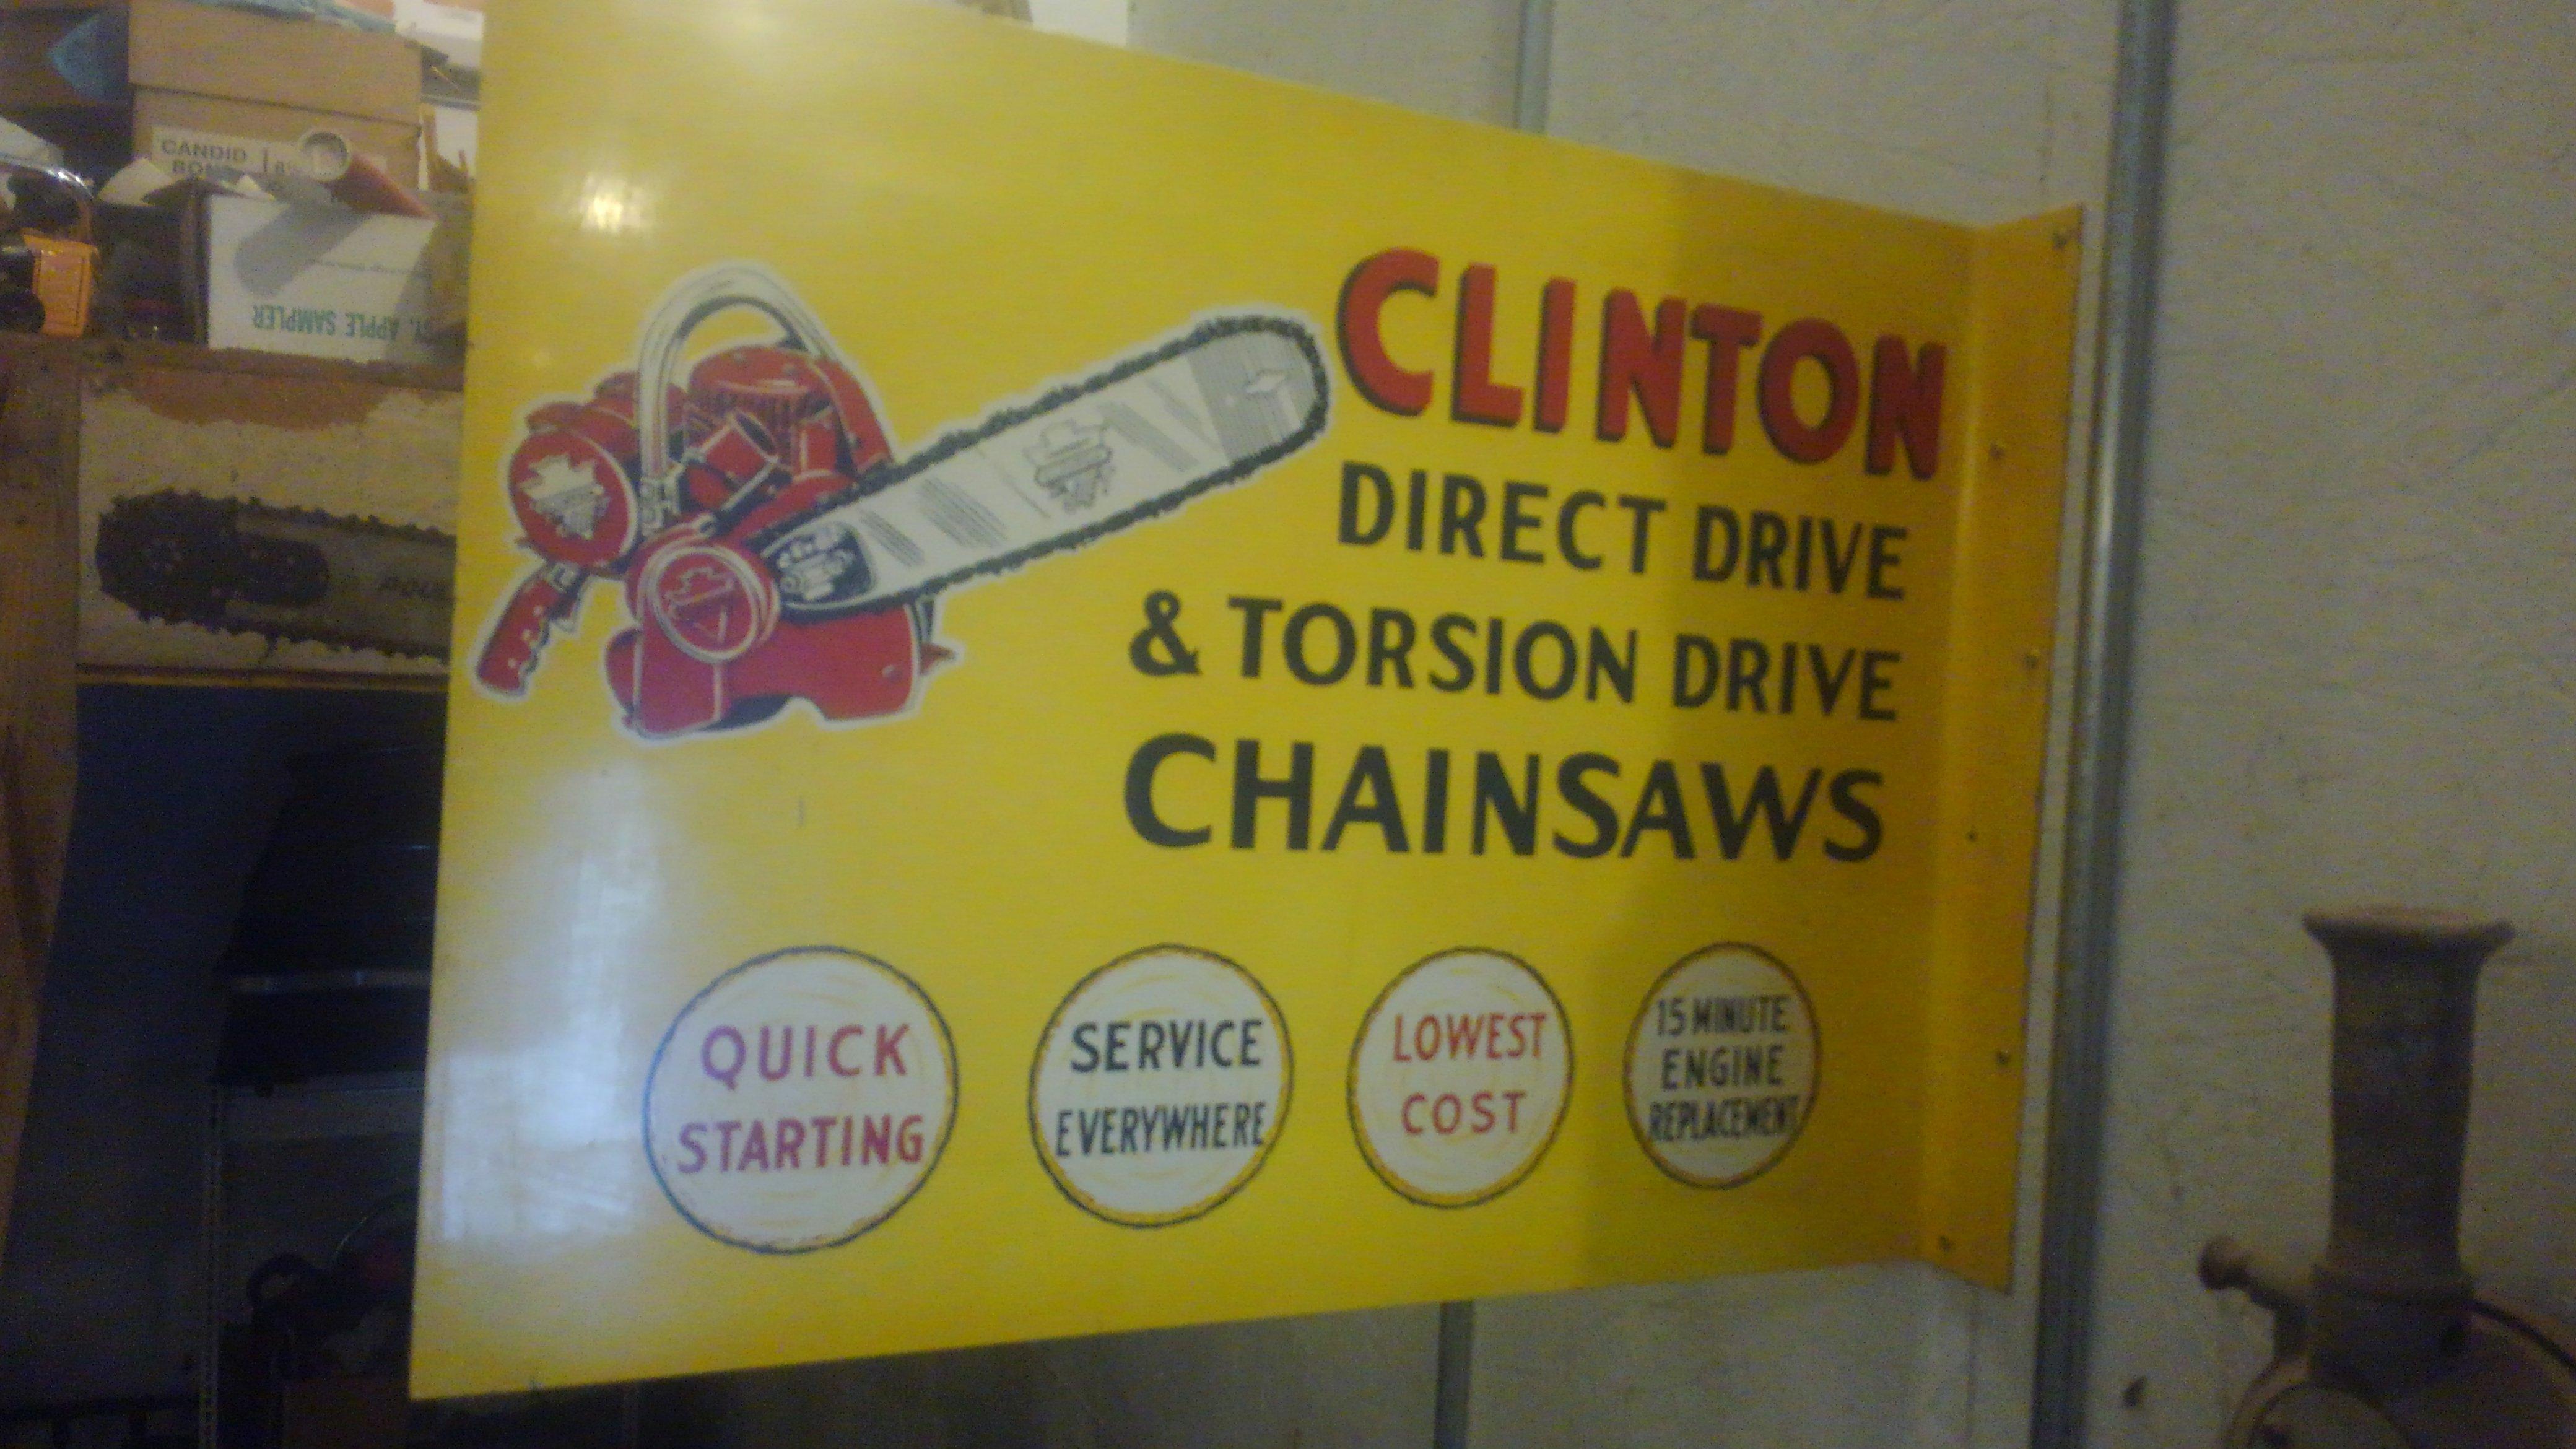 CANDID
CLINTON
DIRECT DRIVE
& TORSION DRIVE
CHAINSAWS
QUICK
STARTING
SERVICE
EVERYWHERE
LOWEST
COST
15 MINUTE
ENGINE
REPLACEMENT
APPLE SAMPLER